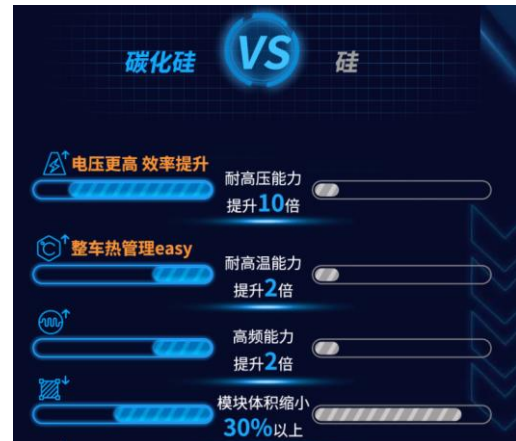 碳化硅 VS 硅
电压更高 效率提升
耐高压能力
提升10倍
整车热管理easy
耐高温能力
提升2倍
高频能力
提升2倍
模块体积缩小
30%以上